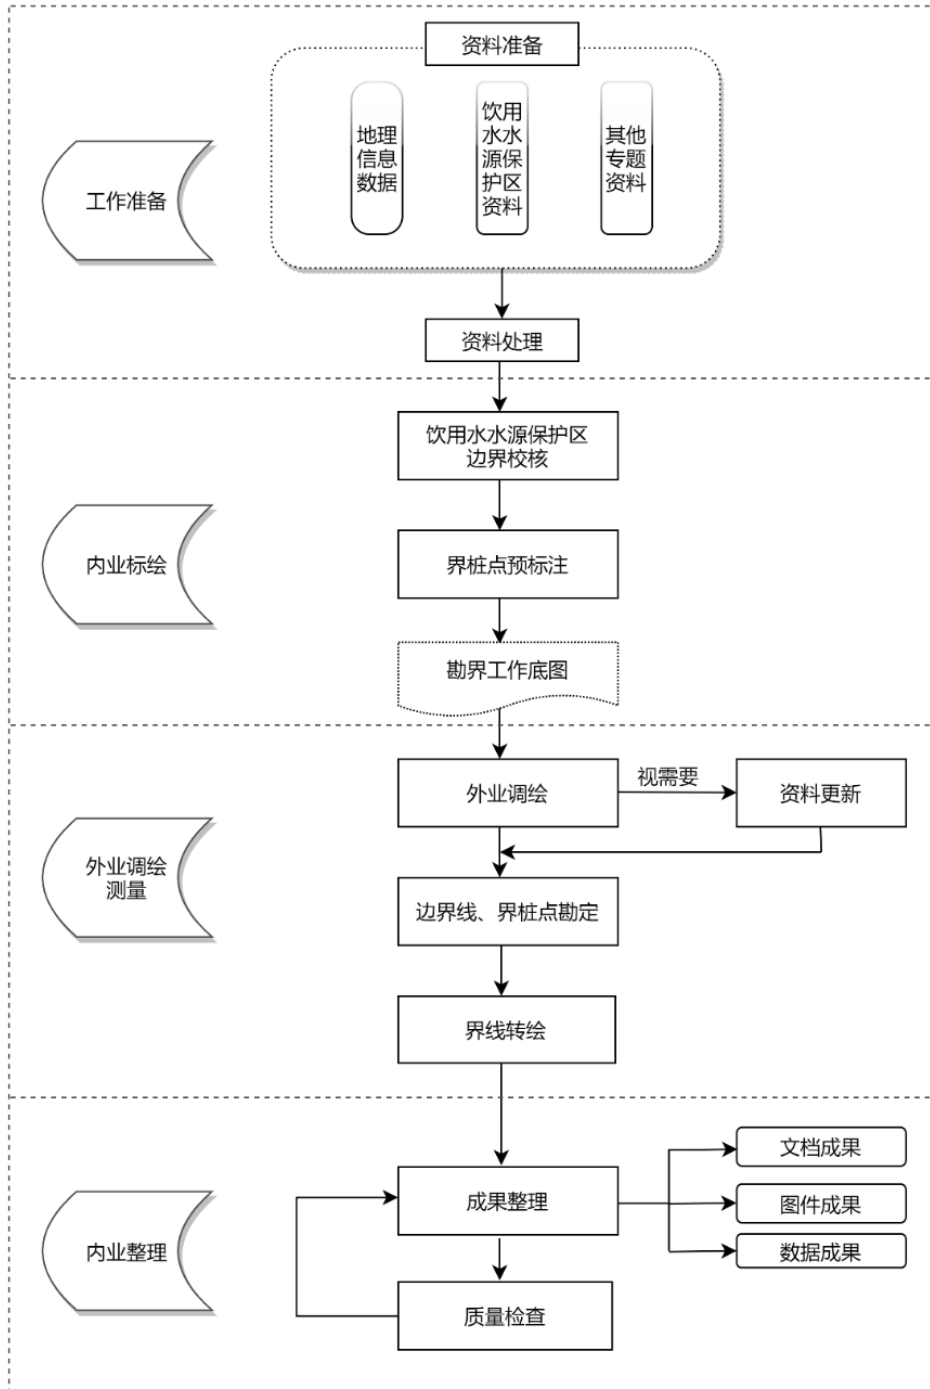 资料准备
地理
信息
数据
饮用
水水
源保
护区
资料
其他
专题
资料
工作准备
资料处理
饮用水水源保护区
边界校核
内业标绘
界桩点预标注
勘界工作底图
外业调绘
视需要
资料更新
外业调绘
测量
边界线、界桩点勘定
界线转绘
文档成果
成果整理
图件成果
数据成果
内业整理
质量检查